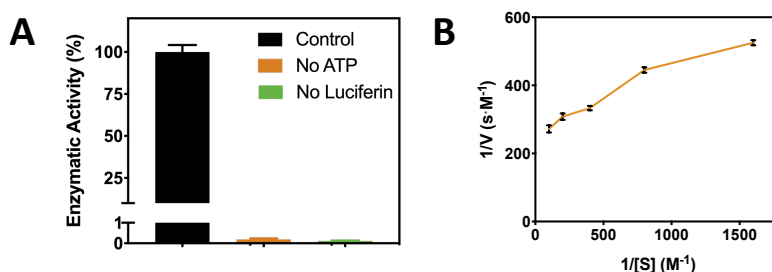 A
Enzymatic Activity (%)
100
75
50
25
1
0
Control
No ATP
No Luciferin
B
1/V (s·M⁻¹)
600
400
200
0
0
500
1000
1500
1/[S] (M⁻¹)